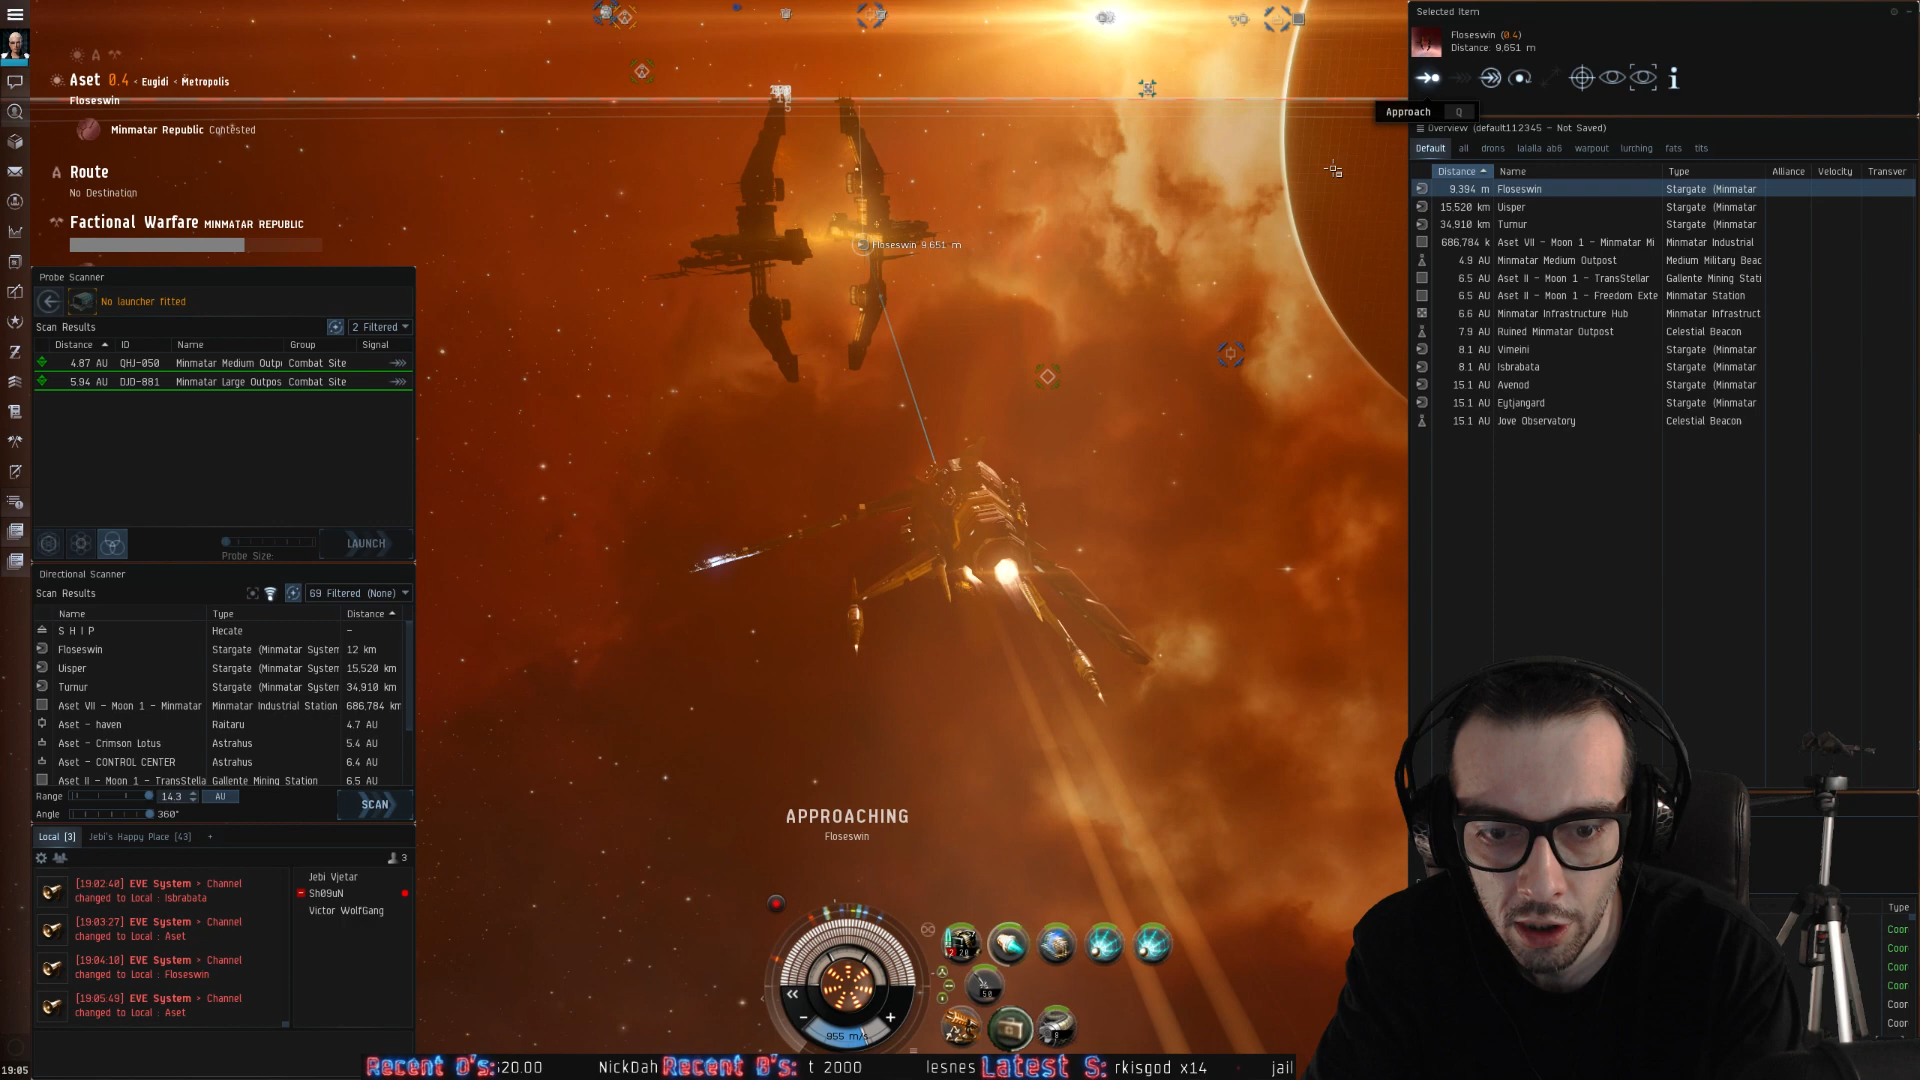 Aset 0.4 < Eugidi < Metropolis
Floseswin
Minmatar Republic Contested
Route
No Destination
Factional Warfare MINMATAR REPUBLIC
Probe Scanner
No launcher fitted
Scan Results 2 Filtered
Distance ID Name Group Signal
4.87 AU QHJ-050 Minmatar Medium Outp Combat Site
5.94 AU DJD-881 Minmatar Large Outpos Combat Site
Probe Size:
LAUNCH
Directional Scanner
Scan Results 69 Filtered (None)
Name Type Distance
S H I P Hecate -
Floseswin Stargate (Minmatar System 12 km
Uisper Stargate (Minmatar System 15,520 km
Turnur Stargate (Minmatar System 34,910 km
Aset VII - Moon 1 - Minmatar Minmatar Industrial Station 686,784 km
Aset - haven Raitaru 4.7 AU
Aset - Crimson Lotus Astrahus 5.4 AU
Aset - CONTROL CENTER Astrahus 6.4 AU
Aset II - Moon 1 - TransStella Gallente Mining Station 6.5 AU
Range 14.3 AU
Angle 360°
SCAN
Local [3] Jebi's Happy Place [43] +
3
[19:02:40] EVE System > Channel
changed to Local : Isbrabata
[19:03:27] EVE System > Channel
changed to Local : Aset
[19:04:10] EVE System > Channel
changed to Local : Floseswin
[19:05:49] EVE System > Channel
changed to Local : Aset
Jebi Vjetar
Sh09uN
Victor WolfGang
19:05
Floseswin 9.651 m
APPROACHING
Floseswin
955 m/s
Recent D's: $20.00 NickDah Recent B's: t 2000 lesnes Latest S: rkisgod x14 jail
Selected Item
Floseswin (0.4)
Distance: 9.651 m
Approach Q
Overview (default112345 - Not Saved)
Default all drons lalalla ab6 warpout lurching fats tits
Distance Name Type Alliance Velocity Transver
9.394 m Floseswin Stargate (Minmatar
15,520 km Uisper Stargate (Minmatar
34,910 km Turnur Stargate (Minmatar
686,784 k Aset VII - Moon 1 - Minmatar Mi Minmatar Industrial
4.9 AU Minmatar Medium Outpost Medium Military Beac
6.5 AU Aset II - Moon 1 - TransStellar Gallente Mining Stati
6.5 AU Aset II - Moon 1 - Freedom Exte Minmatar Station
6.6 AU Minmatar Infrastructure Hub Minmatar Infrastruct
7.9 AU Ruined Minmatar Outpost Celestial Beacon
8.1 AU Vimeini Stargate (Minmatar
8.1 AU Isbrabata Stargate (Minmatar
15.1 AU Avenod Stargate (Minmatar
15.1 AU Eytjangard Stargate (Minmatar
15.1 AU Jove Observatory Celestial Beacon
Type
Coor
Coor
Coor
Coor
Coor
Coor